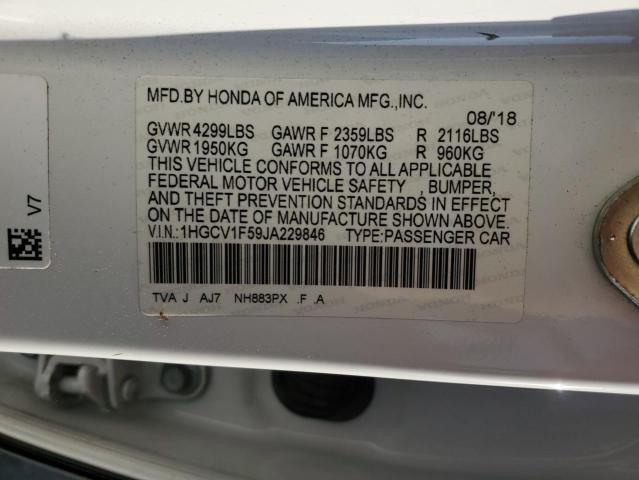 MFD.BY HONDA OF AMERICA MFG.,INC.
08/'18
GVWR 4299LBS GAWR F 2359LBS R 2116LBS
GVWR 1950KG GAWR F 1070KG R 960KG
THIS VEHICLE CONFORMS TO ALL APPLICABLE
FEDERAL MOTOR VEHICLE SAFETY , BUMPER,
AND THEFT PREVENTION STANDARDS IN EFFECT
ON THE DATE OF MANUFACTURE SHOWN ABOVE.
V.I.N.:1HGCV1F59JA229846 TYPE:PASSENGER CAR
TVA J AJ7 NH883PX .F .A
V7